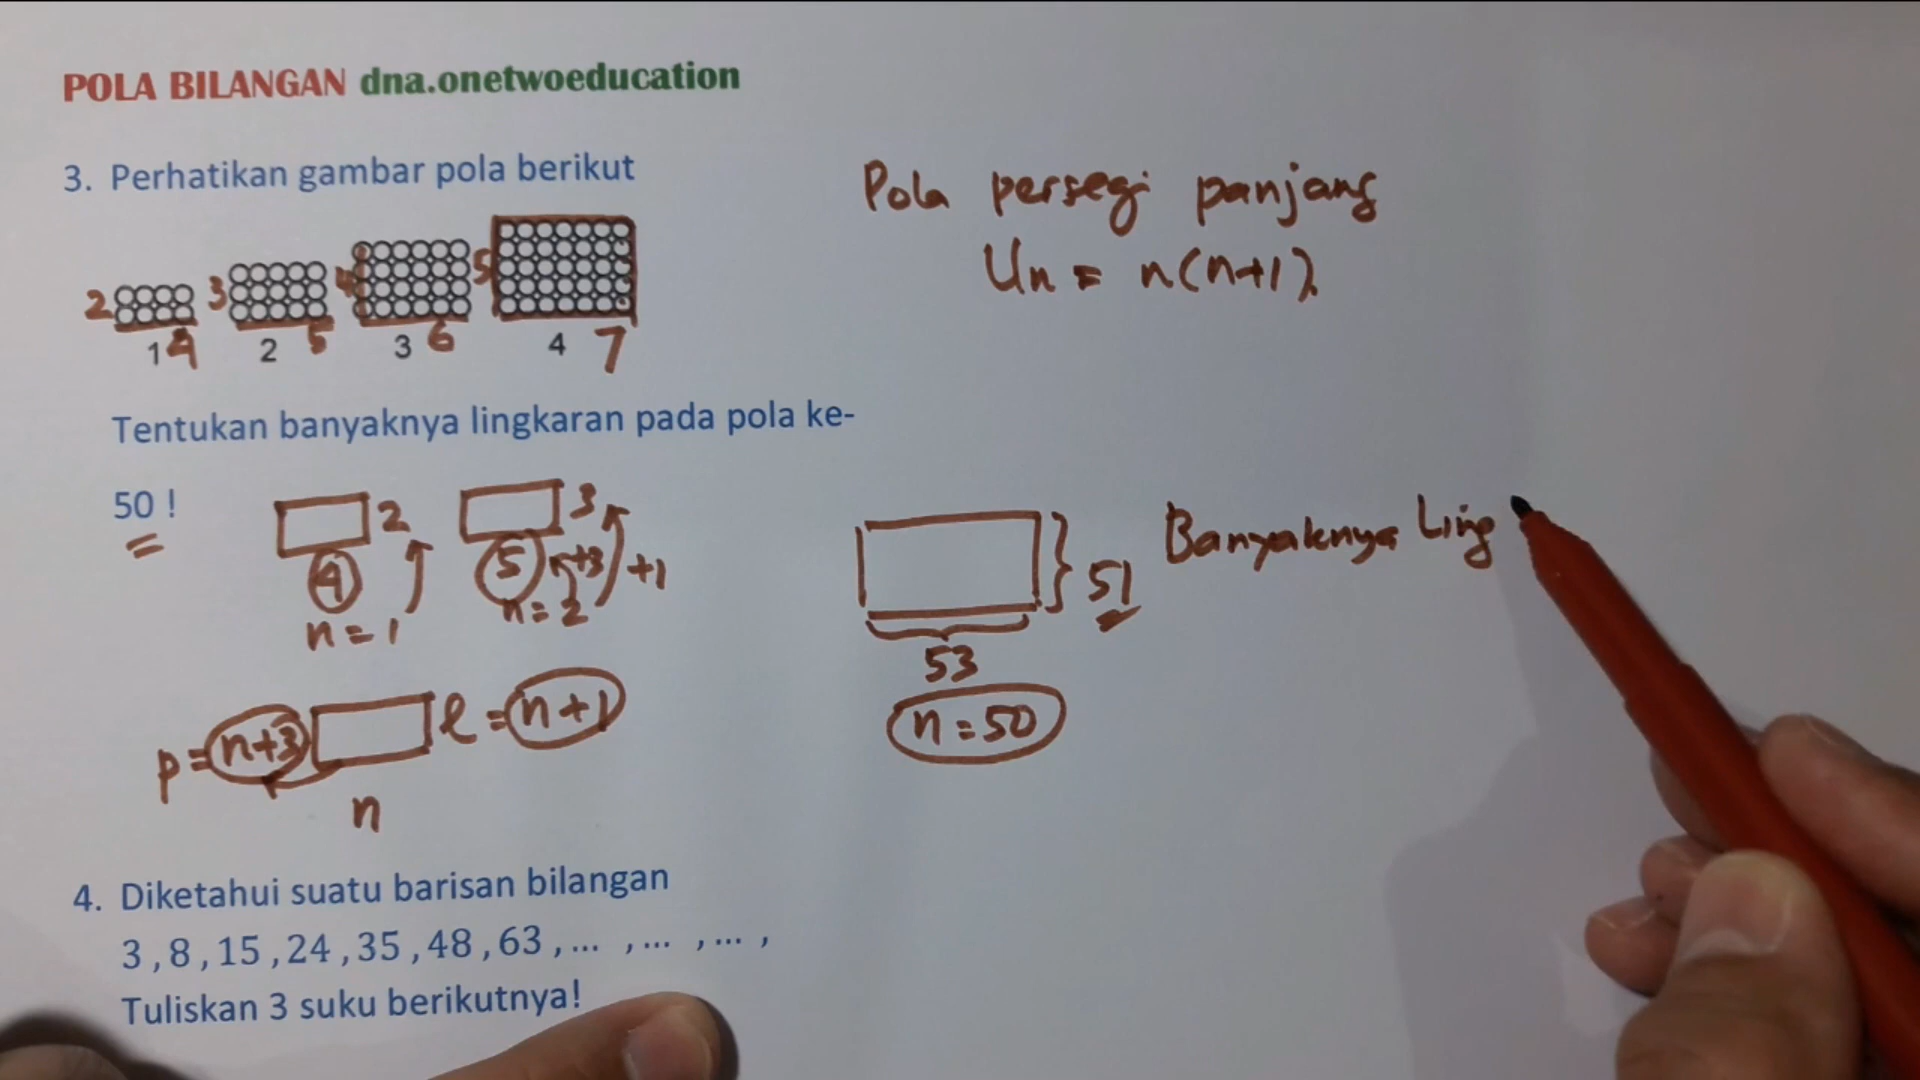 POLA BILANGAN dna.onetwoeducation
3. Perhatikan gambar pola berikut
2 3 4 5
1 4 2 5 3 6 4 7
Pola persegi panjang
Un = n(n+1).
Tentukan banyaknya lingkaran pada pola ke-
50 !
2 3
4 5 +3 +1
n = 1 n = 2
p = n+3 l = n+1
n
51
53
n = 50
Banyaknya Ling
4. Diketahui suatu barisan bilangan
3 , 8 , 15 , 24 , 35 , 48 , 63 , ... , ... , ... ,
Tuliskan 3 suku berikutnya!